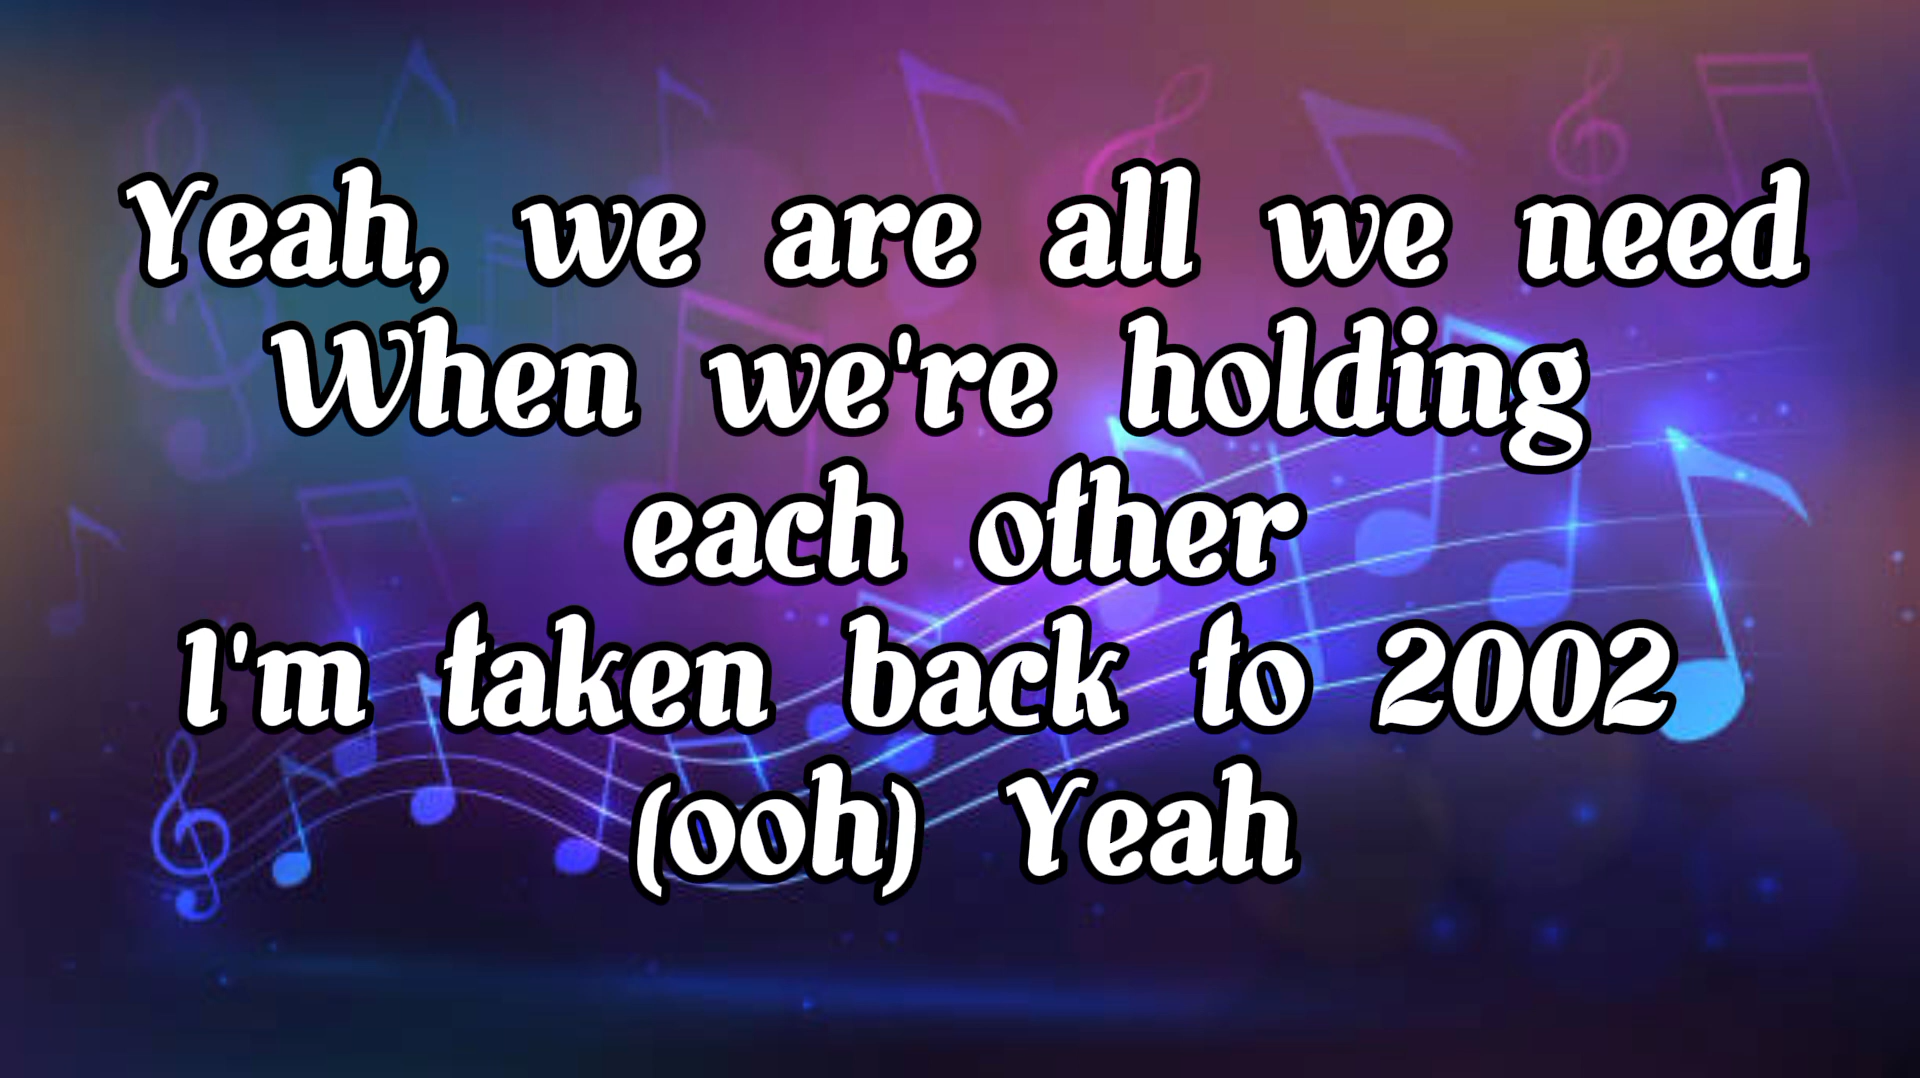 Yeah, we are all we need
When we're holding
each other
I'm taken back to 2002
(ooh) Yeah